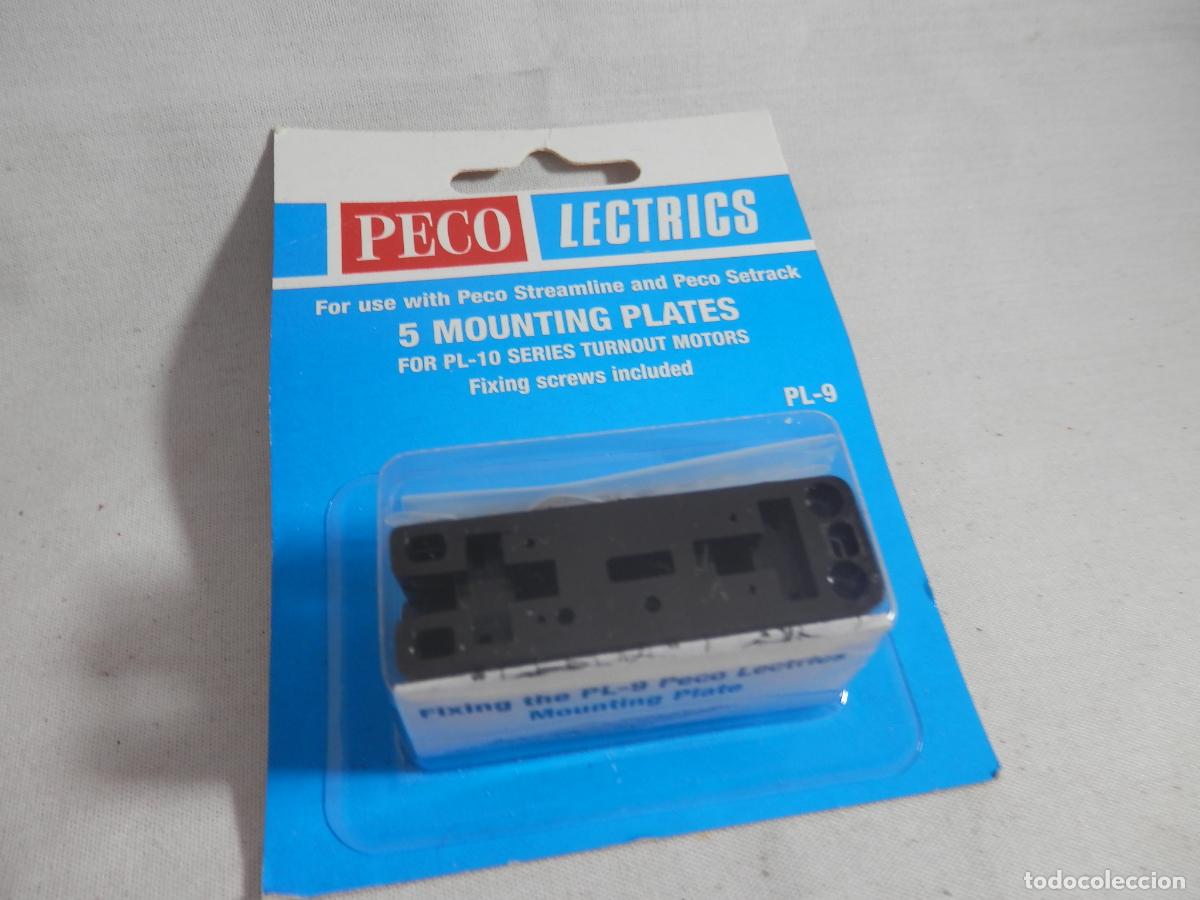 PECO LECTRICS
For use with Peco Streamline and Peco Setrack
5 MOUNTING PLATES
FOR PL-10 SERIES TURNOUT MOTORS
Fixing screws included
PL-9
Fixing the PL-9 Peco Lectrics
Mounting Plate
todocoleccion